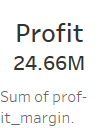 Profit
24.66M
Sum of prof-
it_margin.